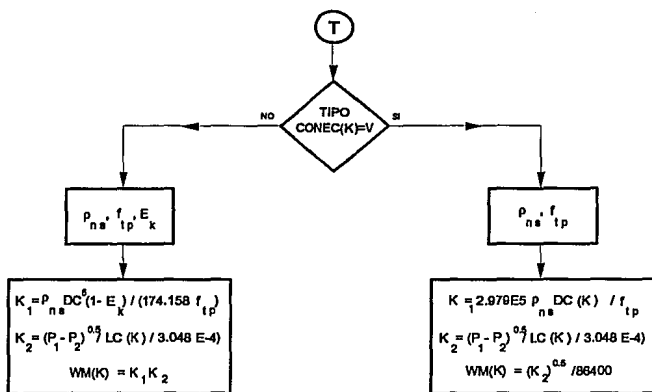 T
TIPO
CONEC(K)=V
NO
SI
ρns, ftp, Ek
ρns, ftp
K1 = ρns DC^5 (1- Ek) / (174.158 ftp)
K2 = (P1- P2)^0.5 / LC (K) / 3.048 E-4)
WM(K) = K1 K2
K1 = 2.979E5 ρns DC (K) / ftp
K2 = (P1- P2)^0.5 / LC (K) / 3.048 E-4)
WM(K) = (K2)^0.5 /86400